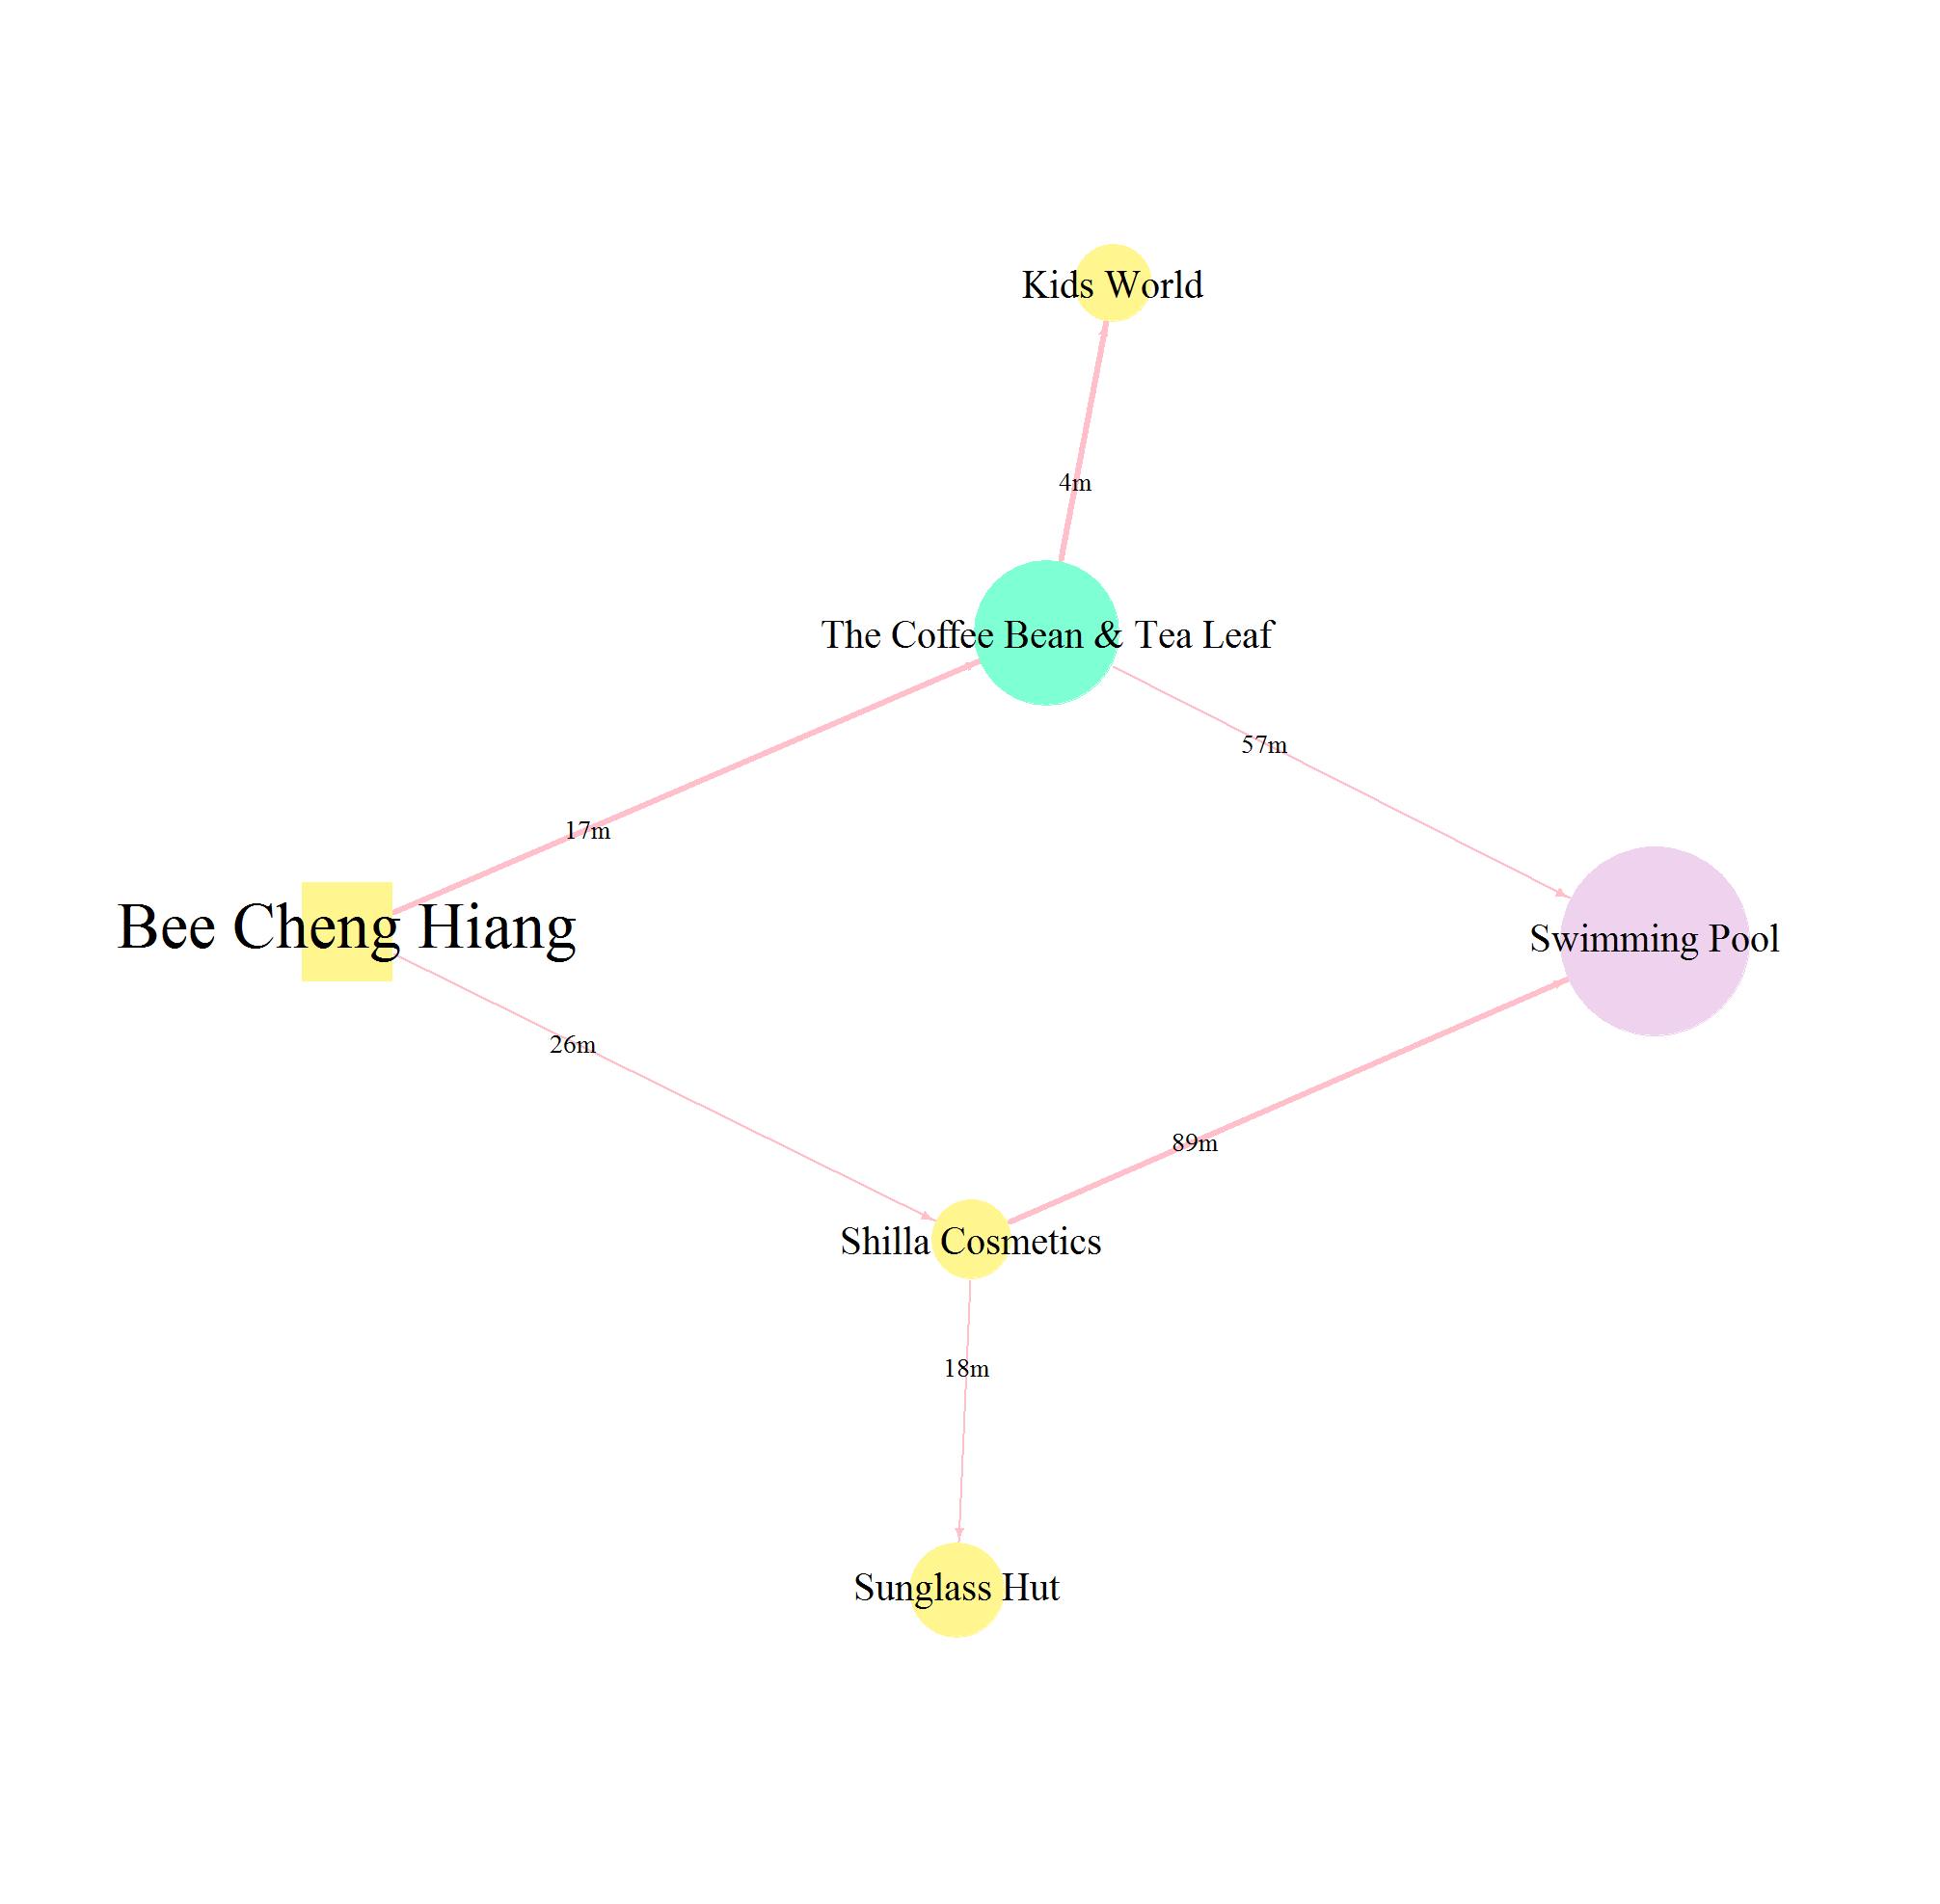 Kids World
4m
The Coffee Bean & Tea Leaf
57m
17m
Bee Cheng Hiang
Swimming Pool
26m
89m
Shilla Cosmetics
18m
Sunglass Hut